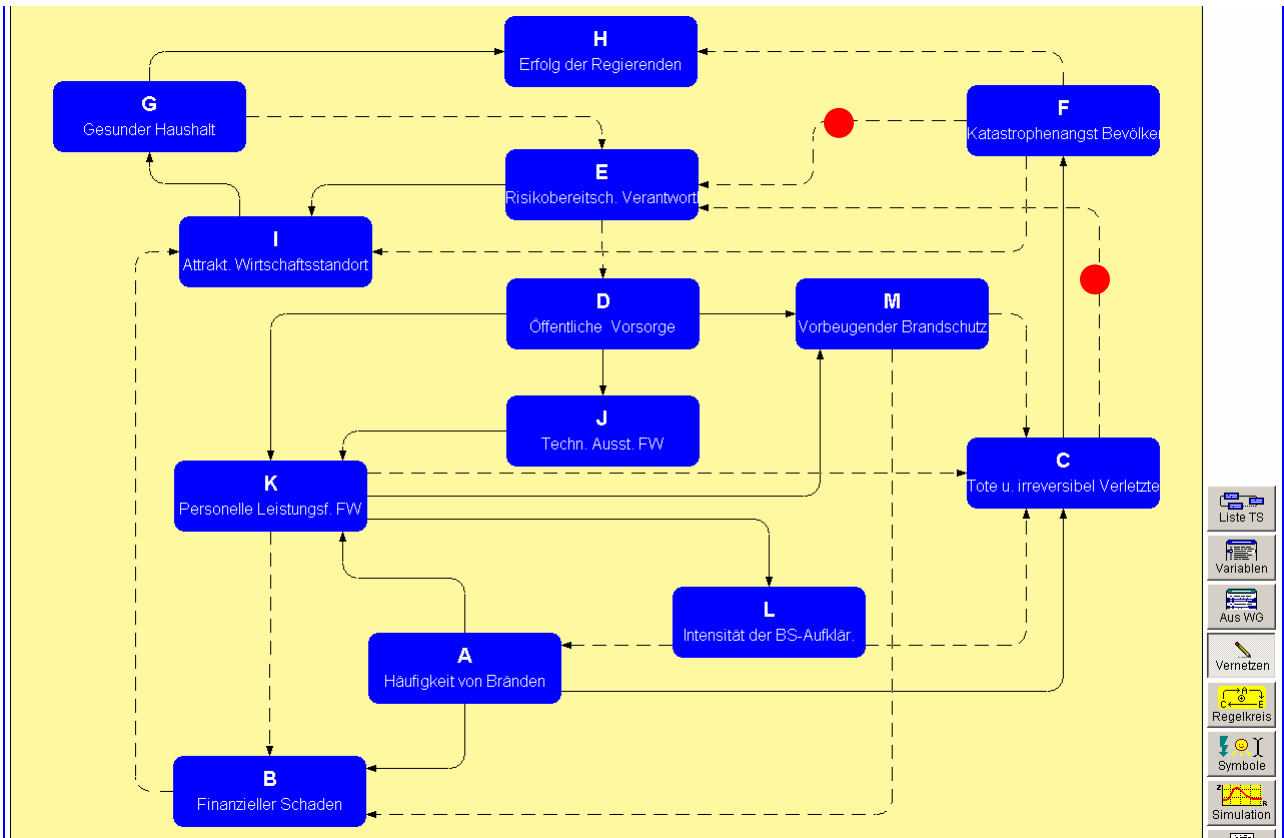 H
Erfolg der Regierenden
G
Gesunder Haushalt
F
Katastrophenangst Bevölker
E
Risikobereitsch. Verantwortl
I
Attrakt. Wirtschaftsstandort
D
Öffentliche Vorsorge
M
Vorbeugender Brandschutz
J
Techn. Ausst. FW
C
Tote u. irreversibel Verletzte
K
Personelle Leistungsf. FW
L
Intensität der BS-Aufklär.
A
Häufigkeit von Bränden
B
Finanzieller Schaden
Liste TS
Variablen
Aus WG
Vernetzen
A
C E
Regelkreis
Symbole
Z
R
Simulation